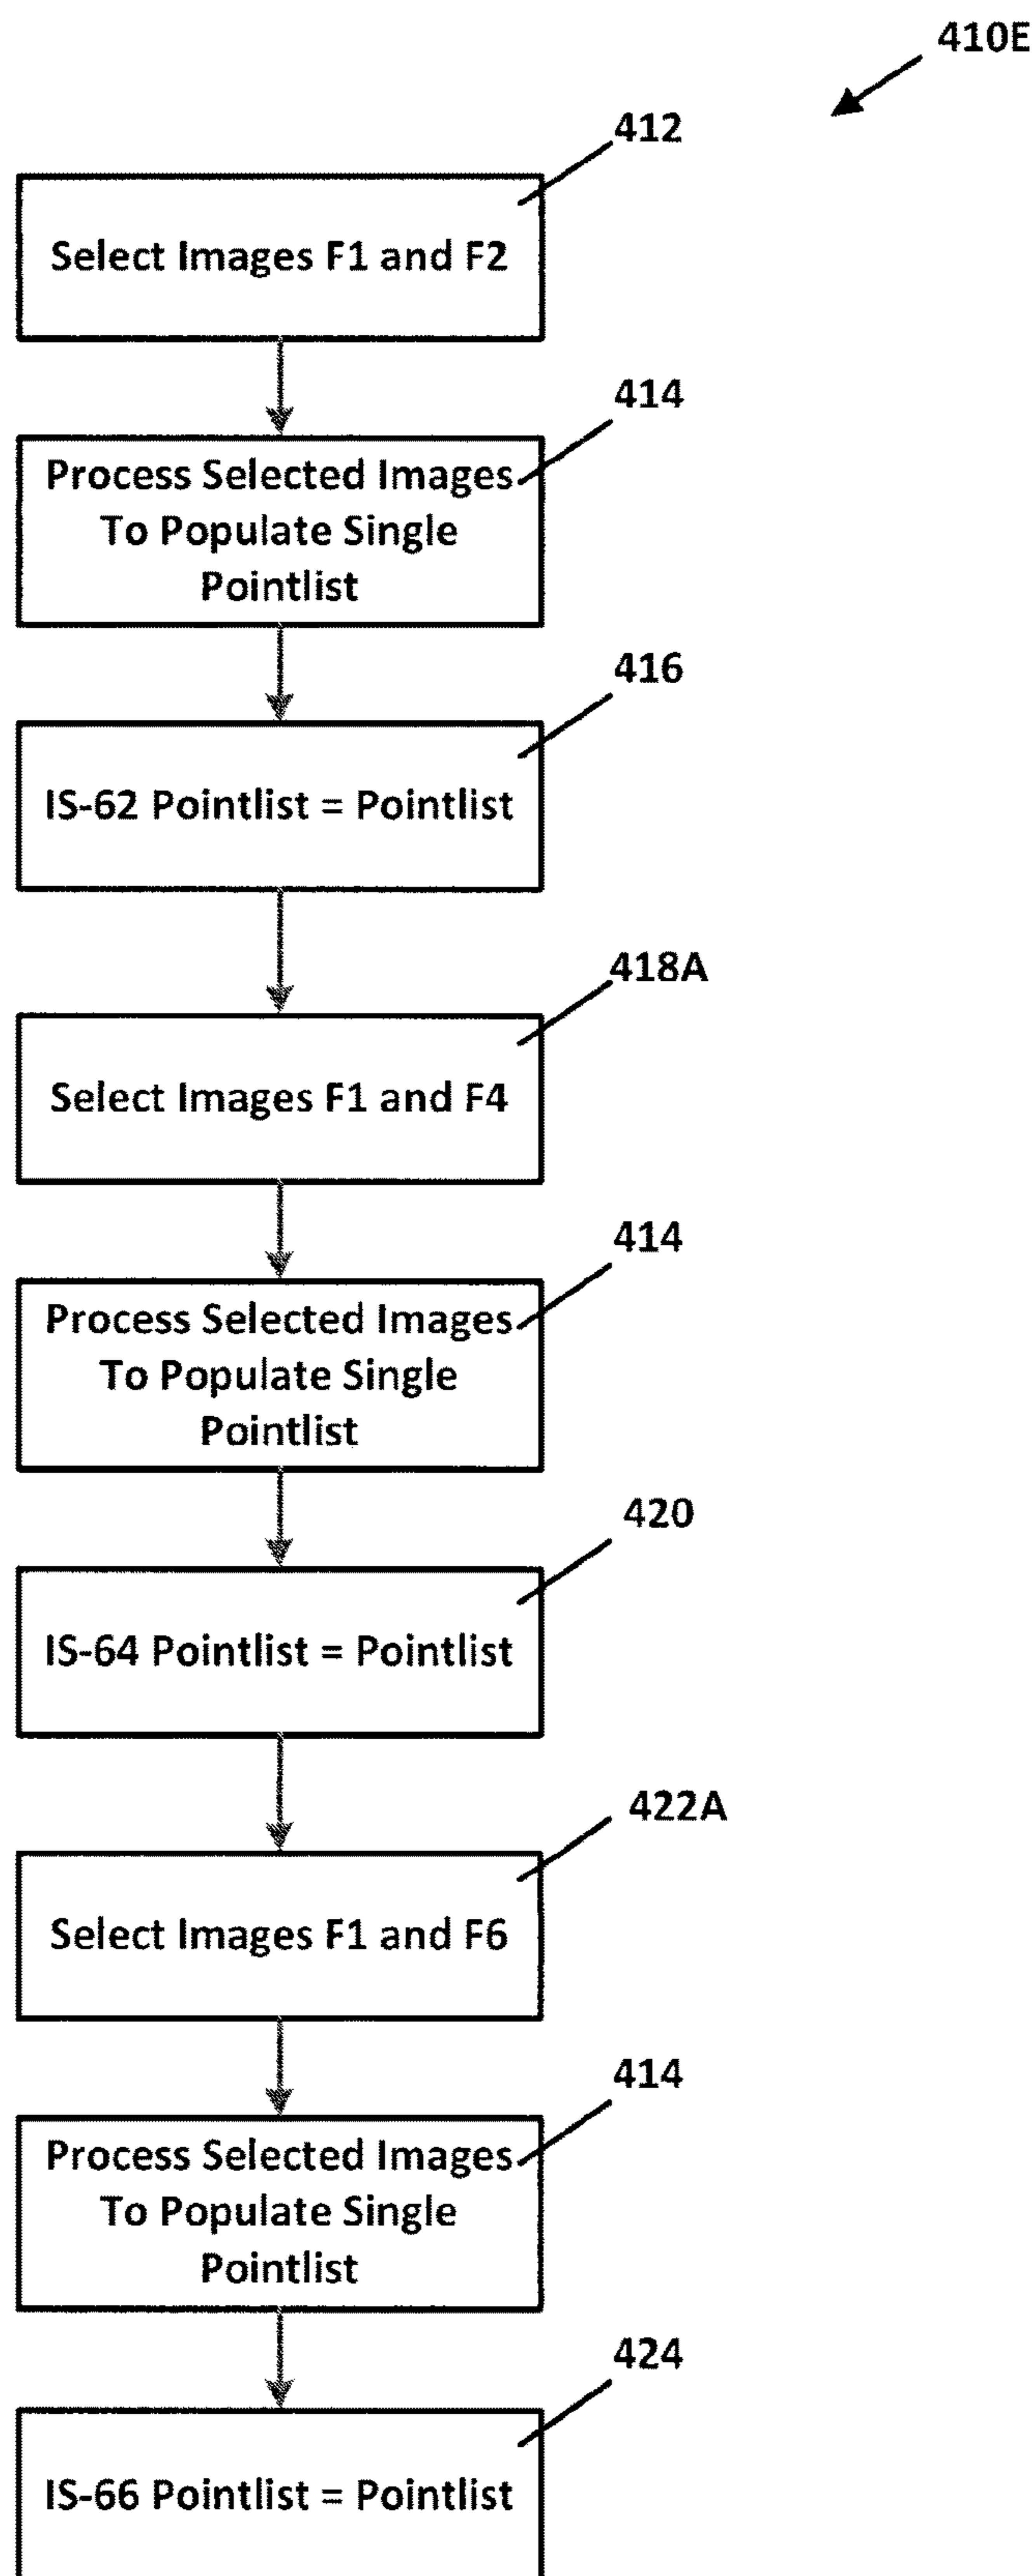 410E
412
Select Images F1 and F2
414
Process Selected Images
To Populate Single
Pointlist
416
IS-62 Pointlist = Pointlist
418A
Select Images F1 and F4
414
Process Selected Images
To Populate Single
Pointlist
420
IS-64 Pointlist = Pointlist
422A
Select Images F1 and F6
414
Process Selected Images
To Populate Single
Pointlist
424
IS-66 Pointlist = Pointlist